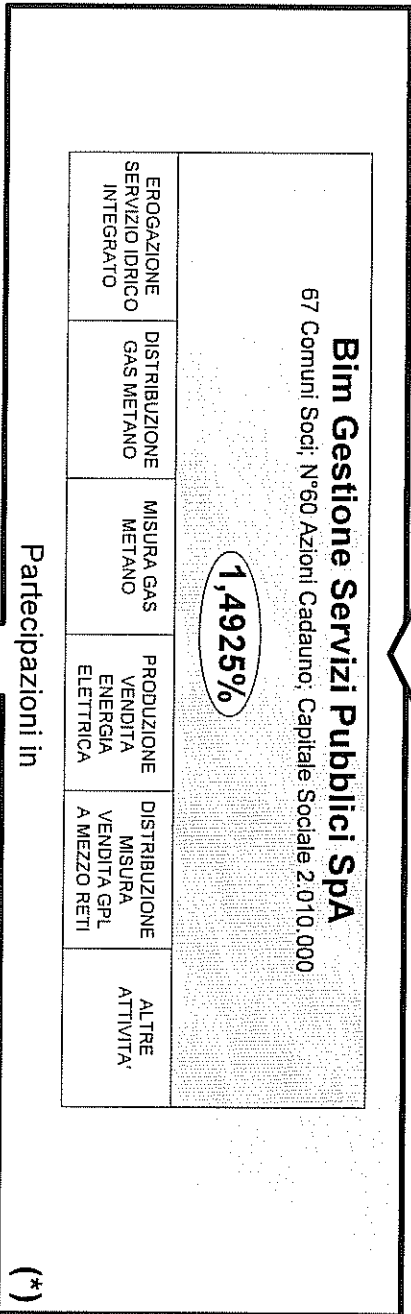 Bim Gestione Servizi Pubblici SpA
67 Comuni Soci; N°60 Azioni Cadauno; Capitale Sociale 2.010.000
1,4925%
EROGAZIONE
SERVIZIO IDRICO
INTEGRATO
DISTRIBUZIONE
GAS METANO
MISURA GAS
METANO
PRODUZIONE
VENDITA
ENERGIA
ELETTRICA
DISTRIBUZIONE
MISURA
VENDITA GPL
A MEZZO RETI
ALTRE
ATTIVITA'
Partecipazioni in
(*)